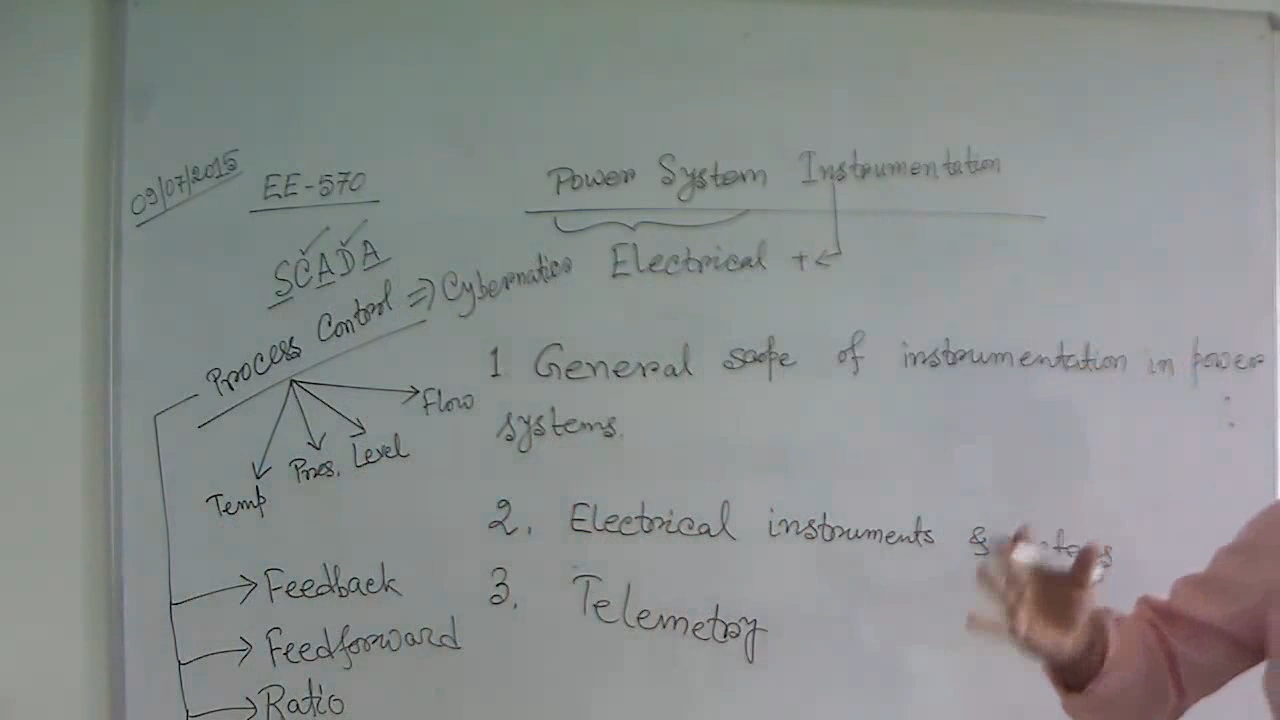 09/07/2015
EE-570
Power System Instrumentation
SCADA
Electrical +
Process Control => Cybernatics
Temp
Pres.
Level
Flow
Feedback
Feedforward
Ratio
1 General scope of instrumentation in power
systems.
2. Electrical instruments &
3. Telemetry